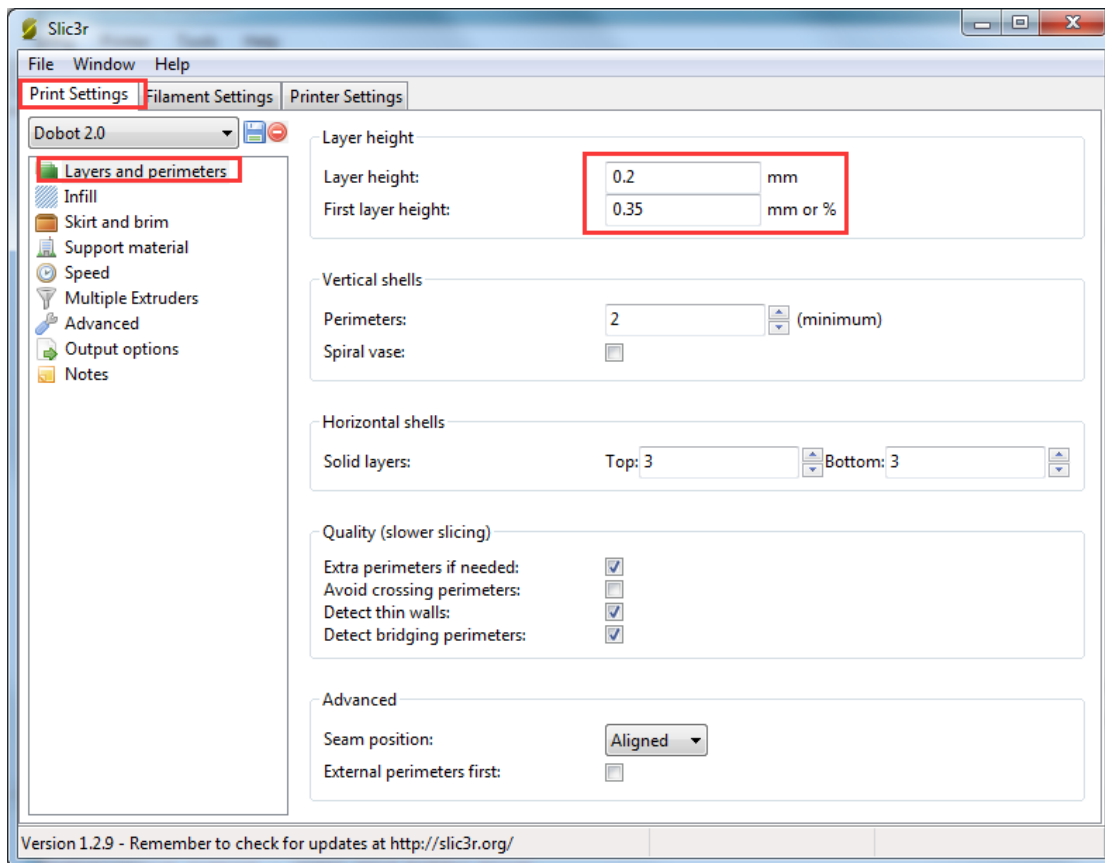 Slic3r
File Window Help
Print Settings Filament Settings Printer Settings
Dobot 2.0
Layers and perimeters
Infill
Skirt and brim
Support material
Speed
Multiple Extruders
Advanced
Output options
Notes
Layer height
Layer height: 0.2 mm
First layer height: 0.35 mm or %
Vertical shells
Perimeters: 2 (minimum)
Spiral vase:
Horizontal shells
Solid layers: Top: 3 Bottom: 3
Quality (slower slicing)
Extra perimeters if needed:
Avoid crossing perimeters:
Detect thin walls:
Detect bridging perimeters:
Advanced
Seam position: Aligned
External perimeters first:
Version 1.2.9 - Remember to check for updates at http://slic3r.org/